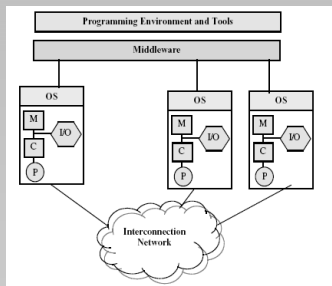 Programming Environment and Tools
Middleware
OS
M
I/O
C
P
OS
M
I/O
C
P
OS
M
I/O
C
P
Interconnection
Network